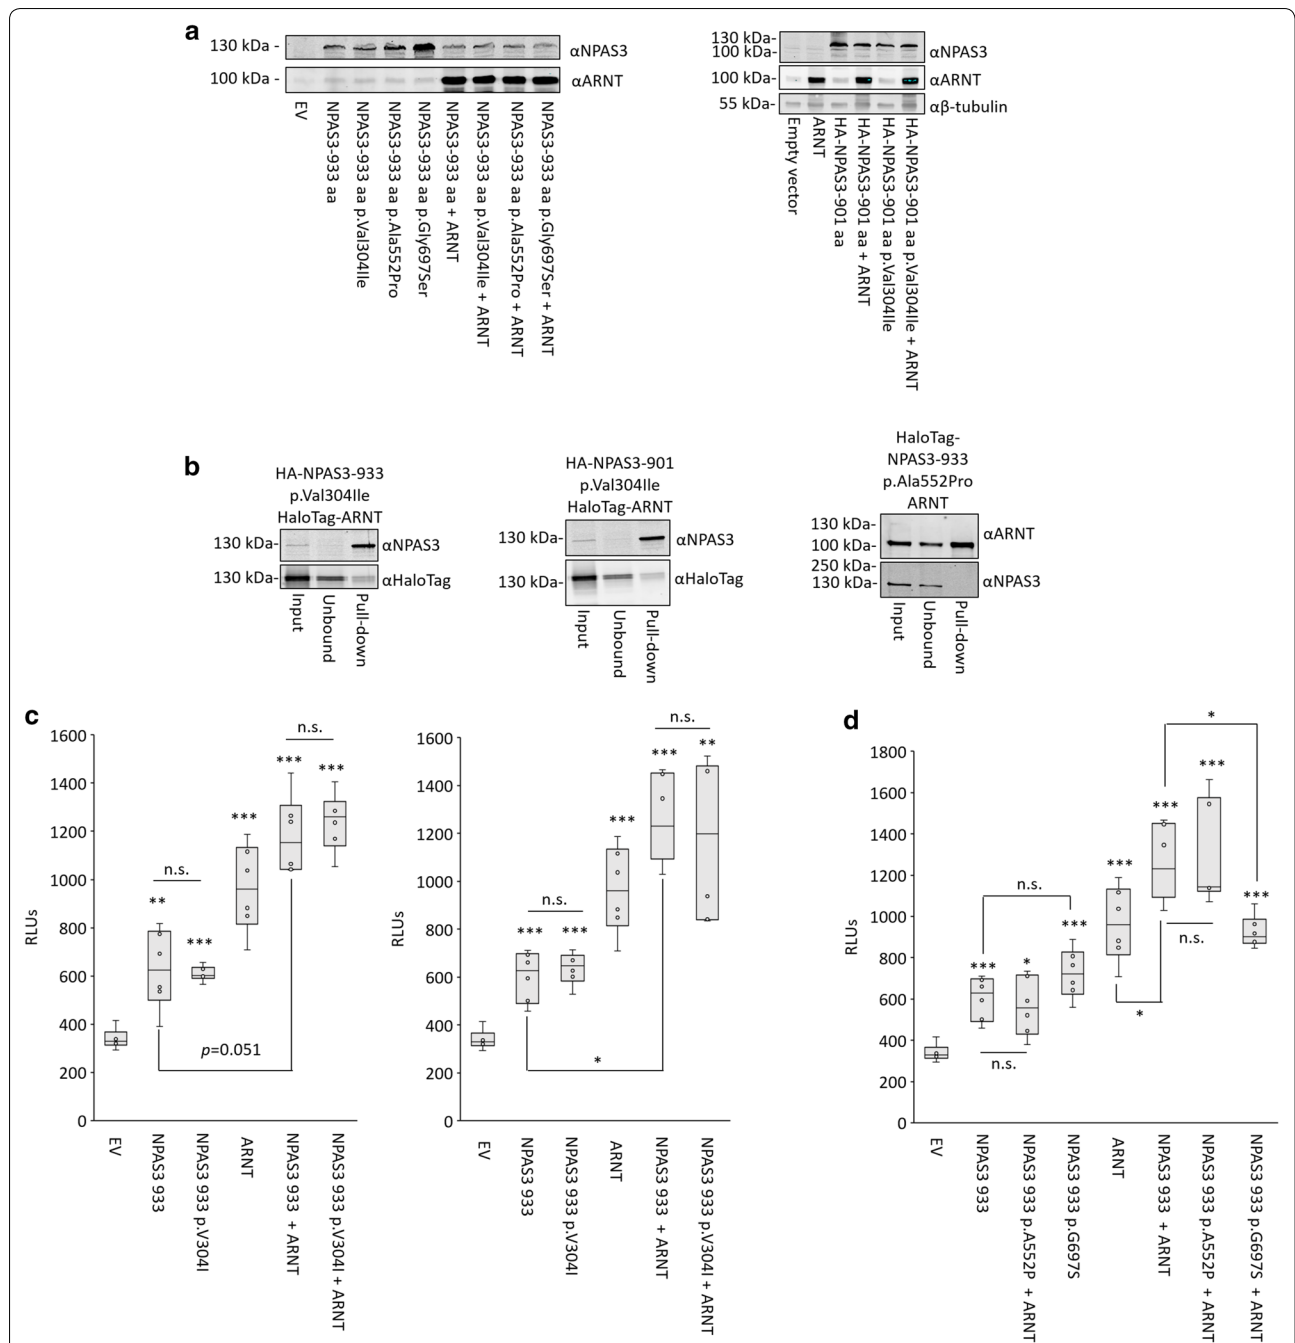 a
130 kDa -
αNPAS3
100 kDa -
αARNT
EV
NPAS3-933 aa
NPAS3-933 aa p.Val304Ile
NPAS3-933 aa p.Ala552Pro
NPAS3-933 aa p.Gly697Ser
NPAS3-933 aa + ARNT
NPAS3-933 aa p.Val304Ile + ARNT
NPAS3-933 aa p.Ala552Pro + ARNT
NPAS3-933 aa p.Gly697Ser + ARNT
130 kDa-
100 kDa-
αNPAS3
100 kDa-
αARNT
55 kDa-
αβ-tubulin
Empty vector
ARNT
HA-NPAS3-901 aa
HA-NPAS3-901 aa + ARNT
HA-NPAS3-901 aa p.Val304Ile
HA-NPAS3-901 aa p.Val304Ile + ARNT
b
HA-NPAS3-933
p.Val304Ile
HaloTag-ARNT
130 kDa-
αNPAS3
130 kDa-
αHaloTag
Input
Unbound
Pull-down
HA-NPAS3-901
p.Val304Ile
HaloTag-ARNT
130 kDa-
αNPAS3
130 kDa-
αHaloTag
Input
Unbound
Pull-down
HaloTag-
NPAS3-933
p.Ala552Pro
ARNT
130 kDa-
100 kDa-
αARNT
250 kDa-
130 kDa-
αNPAS3
Input
Unbound
Pull-down
c
RLUs
1600
1400
1200
1000
800
600
400
200
0
n.s.
**
***
***
n.s.
***
***
p=0.051
EV
NPAS3 933
NPAS3 933 p.V304I
ARNT
NPAS3 933 + ARNT
NPAS3 933 p.V304I + ARNT
RLUs
1600
1400
1200
1000
800
600
400
200
0
n.s.
***
***
***
n.s.
***
**
*
EV
NPAS3 933
NPAS3 933 p.V304I
ARNT
NPAS3 933 + ARNT
NPAS3 933 p.V304I + ARNT
d
RLUs
1800
1600
1400
1200
1000
800
600
400
200
0
*
***
***
***
n.s.
***
***
***
*
n.s.
*
n.s.
EV
NPAS3 933
NPAS3 933 p.A552P + ARNT
NPAS3 933 p.G697S
ARNT
NPAS3 933 + ARNT
NPAS3 933 p.A552P + ARNT
NPAS3 933 p.G697S + ARNT